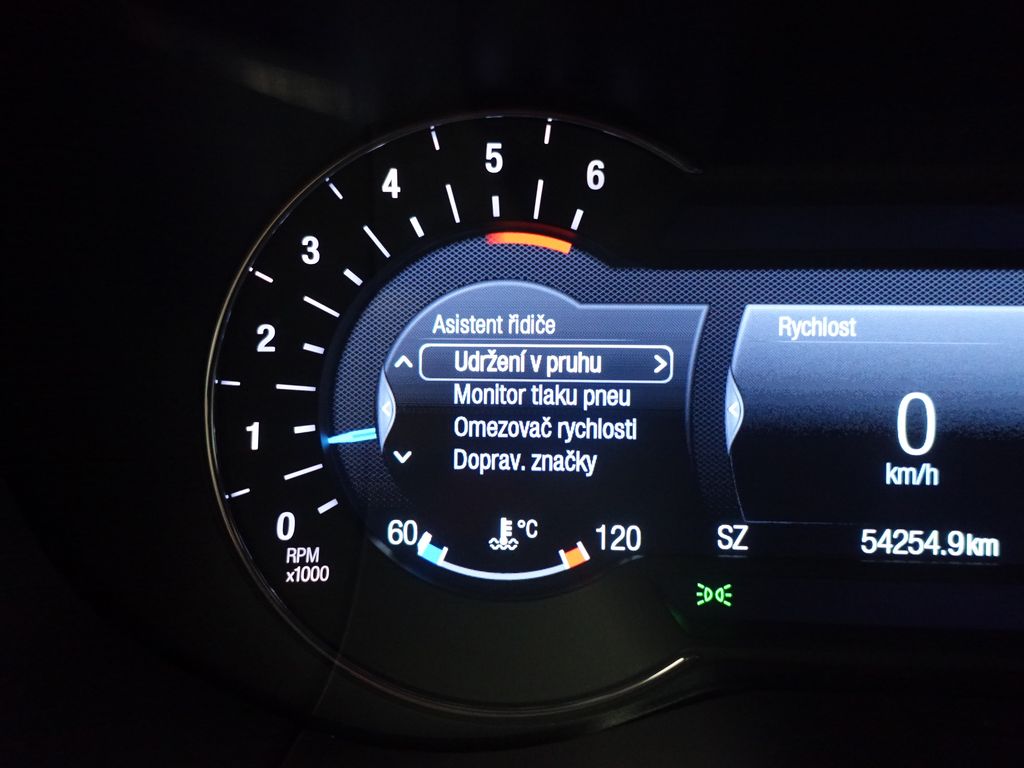 6
5
4
3
2
1
0
RPM
x1000
Asistent řidiče
Udržení v pruhu
Monitor tlaku pneu
Omezovač rychlosti
Doprav. značky
60
°C
120
Rychlost
0
km/h
SZ
54254.9km